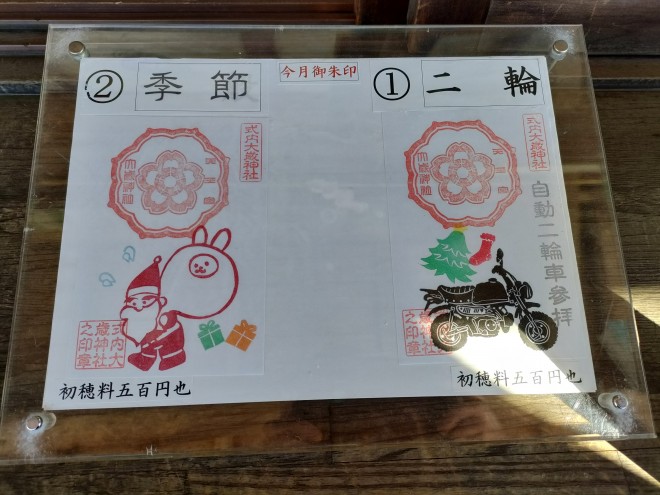 今月御朱印
① 二輪
式内大歳神社
自動二輪車参拝
初穂料五百円也
② 季節
式内大歳神社
式内大歳神社之印章
初穂料五百円也